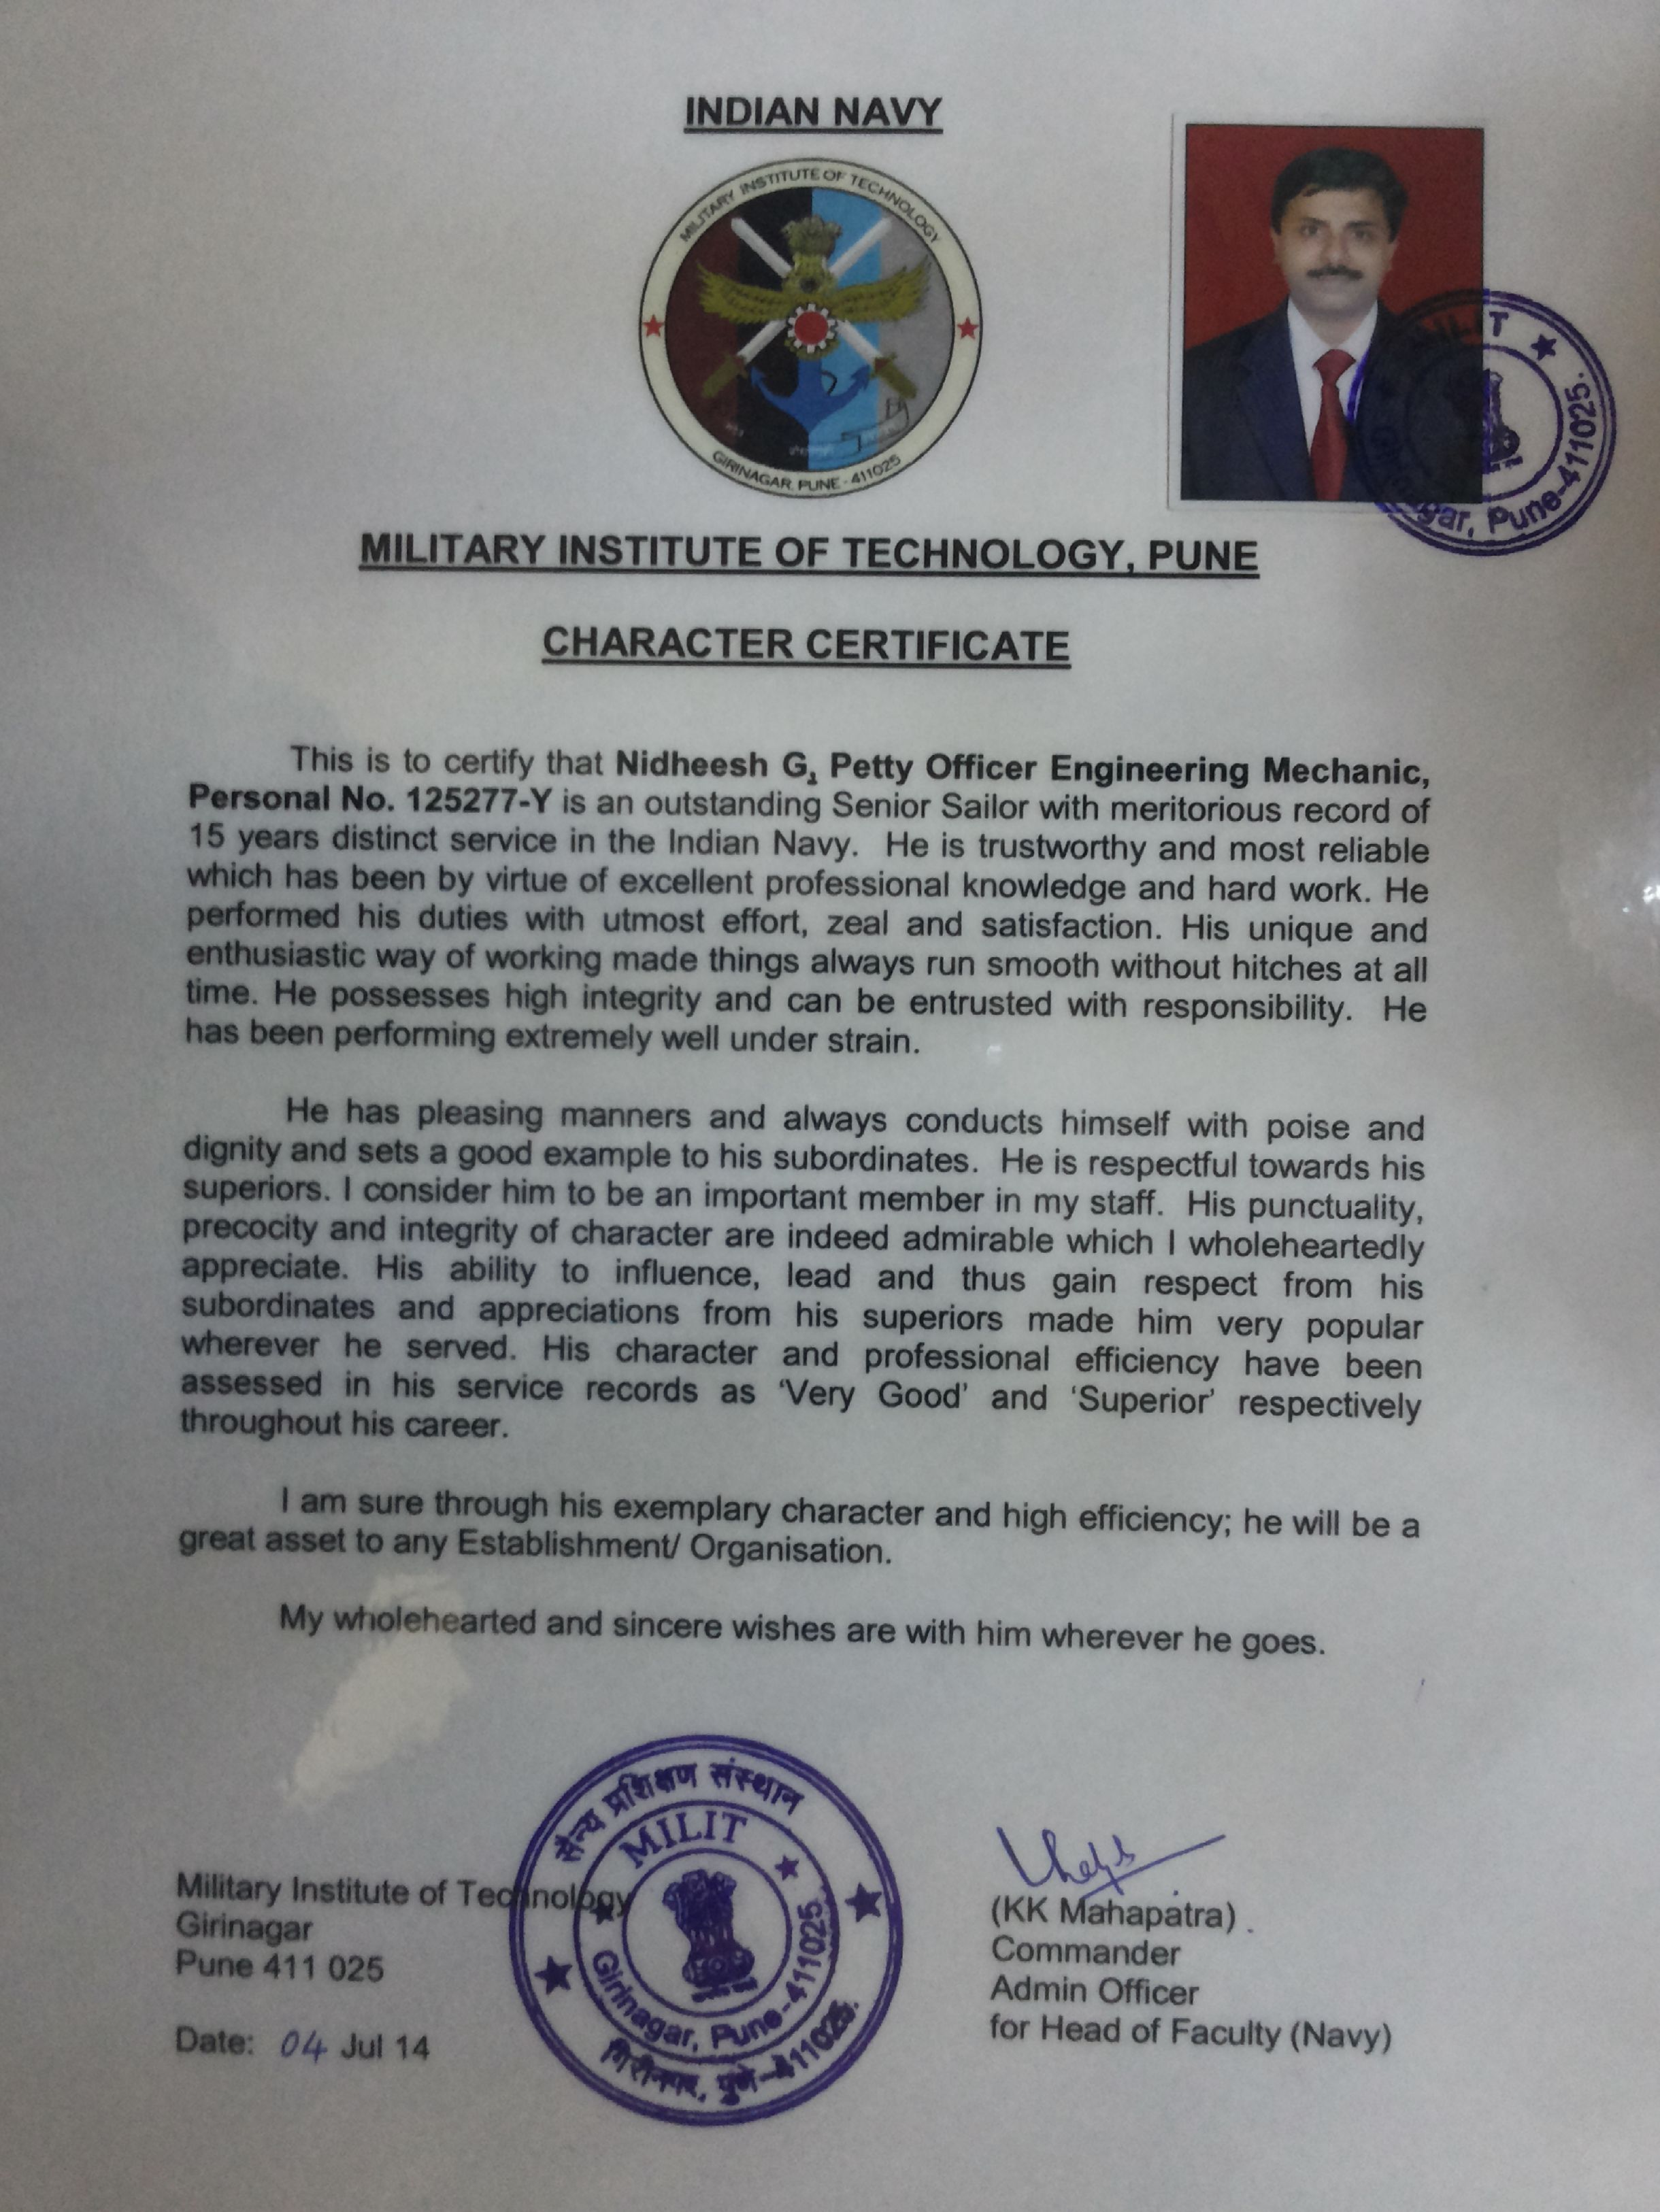 INDIAN NAVY
MILITARY INSTITUTE OF TECHNOLOGY
GIRINAGAR, PUNE - 411025
T
Pune-411025.
MILITARY INSTITUTE OF TECHNOLOGY, PUNE
CHARACTER CERTIFICATE
This is to certify that Nidheesh G, Petty Officer Engineering Mechanic,
Personal No. 125277-Y is an outstanding Senior Sailor with meritorious record of
15 years distinct service in the Indian Navy. He is trustworthy and most reliable
which has been by virtue of excellent professional knowledge and hard work. He
performed his duties with utmost effort, zeal and satisfaction. His unique and
enthusiastic way of working made things always run smooth without hitches at all
time. He possesses high integrity and can be entrusted with responsibility. He
has been performing extremely well under strain.
He has pleasing manners and always conducts himself with poise and
dignity and sets a good example to his subordinates. He is respectful towards his
superiors. I consider him to be an important member in my staff. His punctuality,
precocity and integrity of character are indeed admirable which I wholeheartedly
appreciate. His ability to influence, lead and thus gain respect from his
subordinates and appreciations from his superiors made him very popular
wherever he served. His character and professional efficiency have been
assessed in his service records as ‘Very Good’ and ‘Superior’ respectively
throughout his career.
I am sure through his exemplary character and high efficiency; he will be a
great asset to any Establishment/ Organisation.
My wholehearted and sincere wishes are with him wherever he goes.
सैन्य प्रशिक्षण संस्थान
MILIT
Girinagar, Pune-411025
गिरीनगर, पुणे-411025.
Military Institute of Technology
Girinagar
Pune 411 025
Date: 04 Jul 14
(KK Mahapatra)
Commander
Admin Officer
for Head of Faculty (Navy)